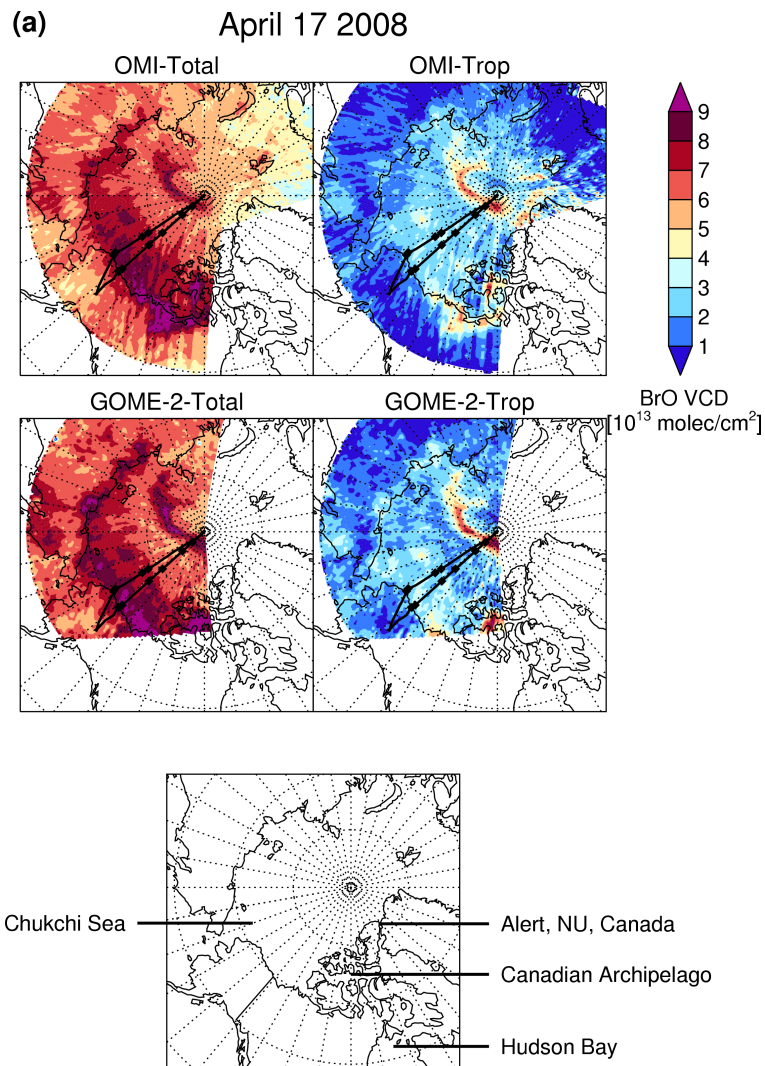 (a) April 17 2008
OMI-Total OMI-Trop
9
8
7
6
5
4
3
2
1
BrO VCD
[10¹³ molec/cm²]
GOME-2-Total GOME-2-Trop
Chukchi Sea
Alert, NU, Canada
Canadian Archipelago
Hudson Bay